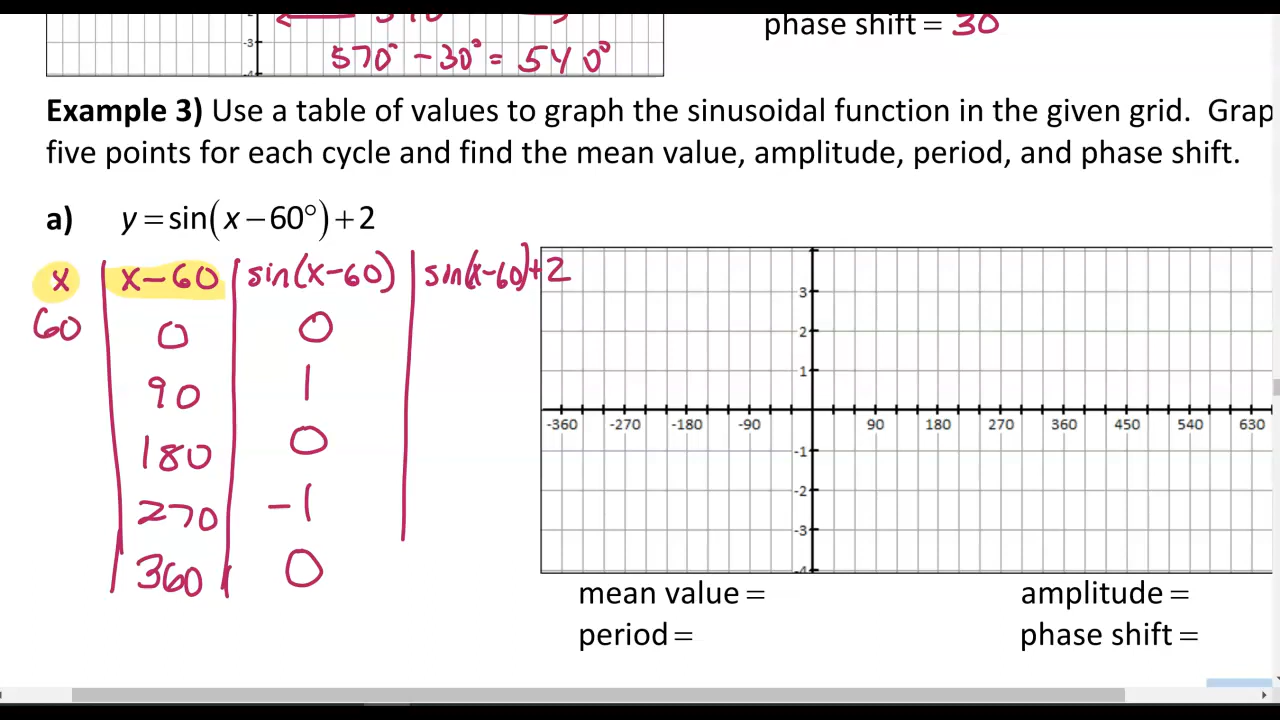 phase shift = 30
-3
570° - 30° = 540°
Example 3) Use a table of values to graph the sinusoidal function in the given grid. Grap
five points for each cycle and find the mean value, amplitude, period, and phase shift.
a) y = sin(x - 60°) + 2
x x-60 sin(x-60) sin(x-60)+2
60 0 0
90 1
180 0
270 -1
360 0
3
2
1
-360 -270 -180 -90 90 180 270 360 450 540 630
-1
-2
-3
-4
mean value = amplitude =
period = phase shift =